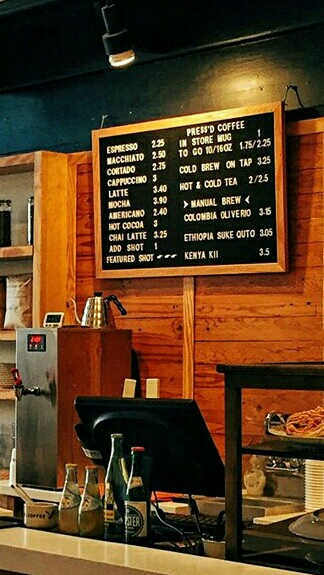 ESPRESSO 2.25
MACCHIATO 2.50
CORTADO 2.75
CAPPUCCINO 3
LATTE 3.40
MOCHA 3.90
AMERICANO 2.40
HOT COCOA 3
CHAI LATTE 3.25
ADD SHOT 1
FEATURED SHOT
PRE$$'D COFFEE
IN STORE MUG 1
TO GO 10/16OZ 1.75/2.25
COLD BREW ON TAP 3.25
HOT & COLD TEA 2/2.5
>MANUAL BREW<
COLOMBIA OLIVERIO 3.15
ETHIOPIA SUKE QUTO 3.05
KENYA KII 3.5
COFFEE